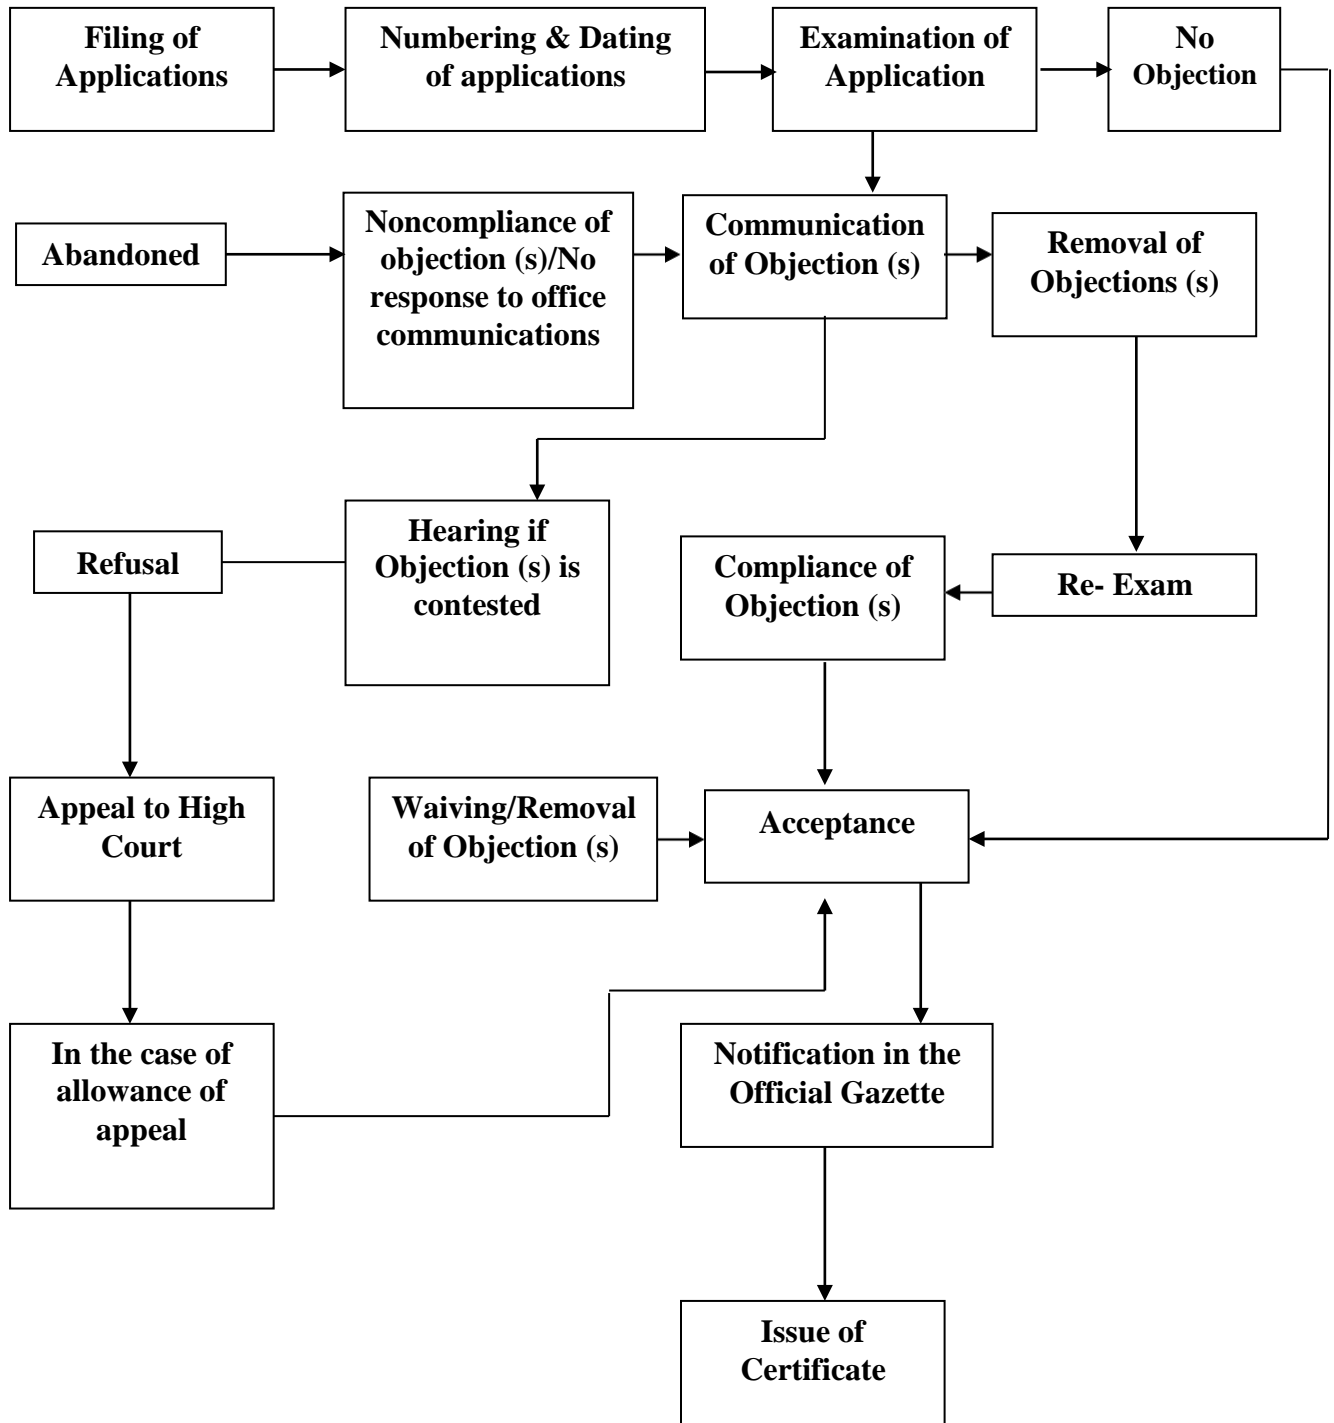 Filing of
Applications
Numbering & Dating
of applications
Examination of
Application
No
Objection
Abandoned
Noncompliance of
objection (s)/No
response to office
communications
Communication
of Objection (s)
Removal of
Objections (s)
Refusal
Hearing if
Objection (s) is
contested
Compliance of
Objection (s)
Re- Exam
Appeal to High
Court
Waiving/Removal
of Objection (s)
Acceptance
In the case of
allowance of
appeal
Notification in the
Official Gazette
Issue of
Certificate